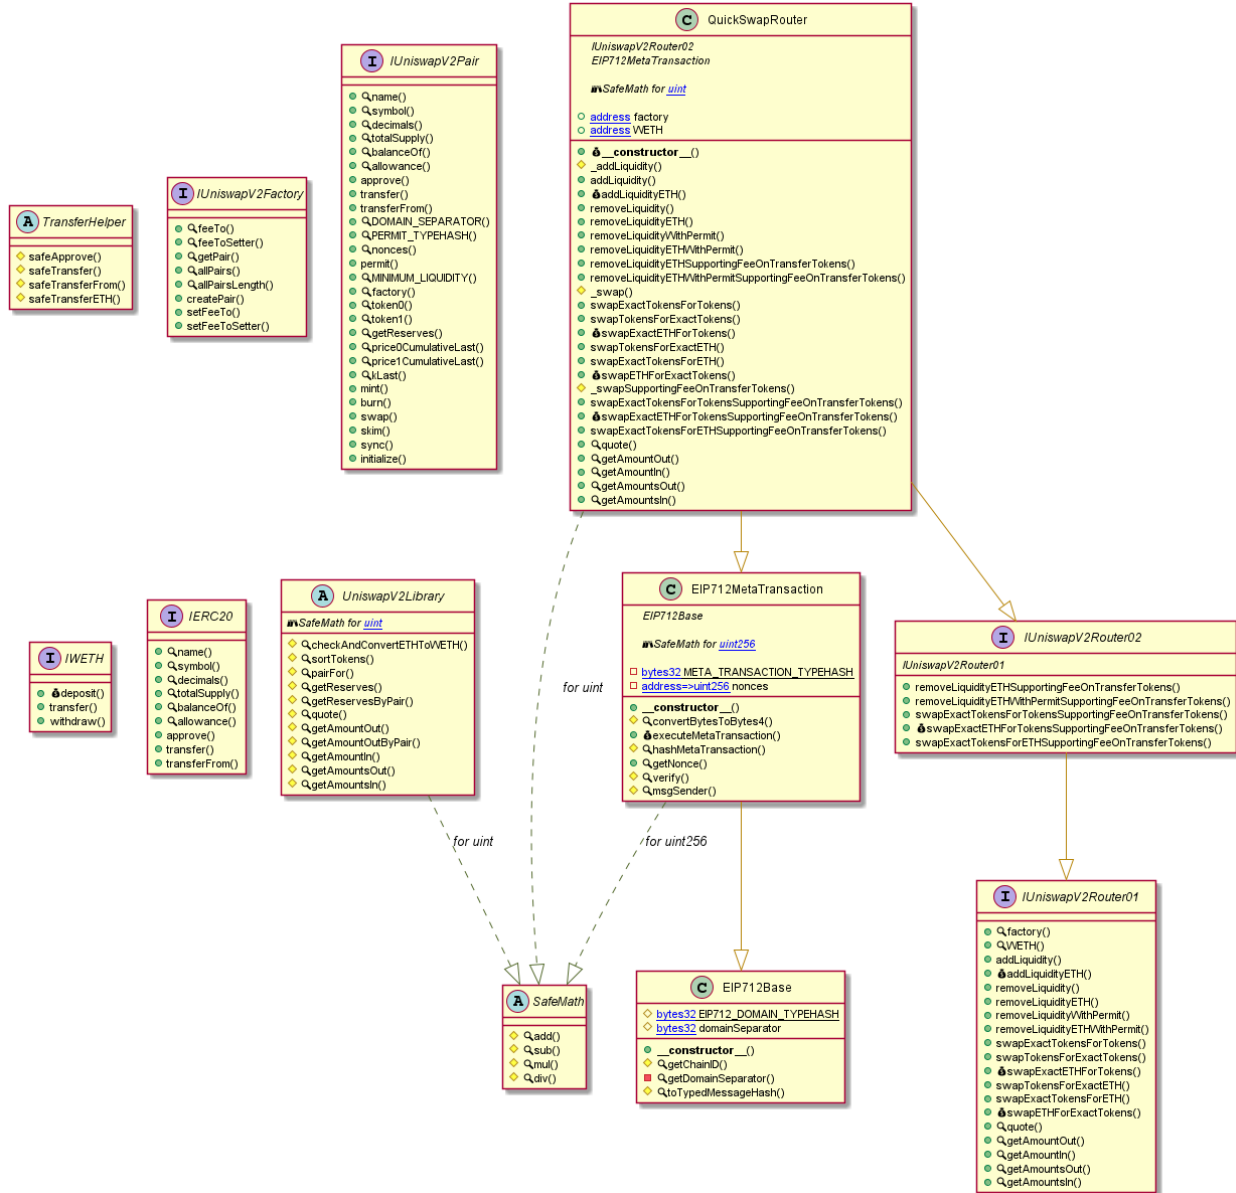 C QuickSwapRouter
IUniswapV2Router02
EIP712MetaTransaction
SafeMath for uint
address factory
address WETH
__constructor__()
_addLiquidity()
addLiquidity()
addLiquidityETH()
removeLiquidity()
removeLiquidityETH()
removeLiquidityWithPermit()
removeLiquidityETHWithPermit()
removeLiquidityETHSupportingFeeOnTransferTokens()
removeLiquidityETHWithPermitSupportingFeeOnTransferTokens()
_swap()
swapExactTokensForTokens()
swapTokensForExactTokens()
swapExactETHForTokens()
swapTokensForExactETH()
swapExactTokensForETH()
swapETHForExactTokens()
_swapSupportingFeeOnTransferTokens()
swapExactTokensForTokensSupportingFeeOnTransferTokens()
swapExactETHForTokensSupportingFeeOnTransferTokens()
swapExactTokensForETHSupportingFeeOnTransferTokens()
quote()
getAmountOut()
getAmountIn()
getAmountsOut()
getAmountsIn()
I IUniswapV2Pair
name()
symbol()
decimals()
totalSupply()
balanceOf()
allowance()
approve()
transfer()
transferFrom()
DOMAIN_SEPARATOR()
PERMIT_TYPEHASH()
nonces()
permit()
MINIMUM_LIQUIDITY()
factory()
token0()
token1()
getReserves()
price0CumulativeLast()
price1CumulativeLast()
kLast()
mint()
burn()
swap()
skim()
sync()
initialize()
I IUniswapV2Factory
feeTo()
feeToSetter()
getPair()
allPairs()
allPairsLength()
createPair()
setFeeTo()
setFeeToSetter()
A TransferHelper
safeApprove()
safeTransfer()
safeTransferFrom()
safeTransferETH()
I IWETH
deposit()
transfer()
withdraw()
I IERC20
name()
symbol()
decimals()
totalSupply()
balanceOf()
allowance()
approve()
transfer()
transferFrom()
A UniswapV2Library
SafeMath for uint
checkAndConvertETHToWETH()
sortTokens()
pairFor()
getReserves()
getReservesByPair()
quote()
getAmountOut()
getAmountOutByPair()
getAmountIn()
getAmountsOut()
getAmountsIn()
for uint
C EIP712MetaTransaction
EIP712Base
SafeMath for uint256
bytes32 META_TRANSACTION_TYPEHASH
address=>uint256 nonces
__constructor__()
convertBytesToBytes4()
executeMetaTransaction()
hashMetaTransaction()
getNonce()
verify()
msgSender()
I IUniswapV2Router02
IUniswapV2Router01
removeLiquidityETHSupportingFeeOnTransferTokens()
removeLiquidityETHWithPermitSupportingFeeOnTransferTokens()
swapExactTokensForTokensSupportingFeeOnTransferTokens()
swapExactETHForTokensSupportingFeeOnTransferTokens()
swapExactTokensForETHSupportingFeeOnTransferTokens()
for uint
for uint256
A SafeMath
add()
sub()
mul()
div()
C EIP712Base
bytes32 EIP712_DOMAIN_TYPEHASH
bytes32 domainSeparator
__constructor__()
getChainID()
getDomainSeparator()
toTypedMessageHash()
I IUniswapV2Router01
factory()
WETH()
addLiquidity()
addLiquidityETH()
removeLiquidity()
removeLiquidityETH()
removeLiquidityWithPermit()
removeLiquidityETHWithPermit()
swapExactTokensForTokens()
swapTokensForExactTokens()
swapExactETHForTokens()
swapTokensForExactETH()
swapExactTokensForETH()
swapETHForExactTokens()
quote()
getAmountOut()
getAmountIn()
getAmountsOut()
getAmountsIn()